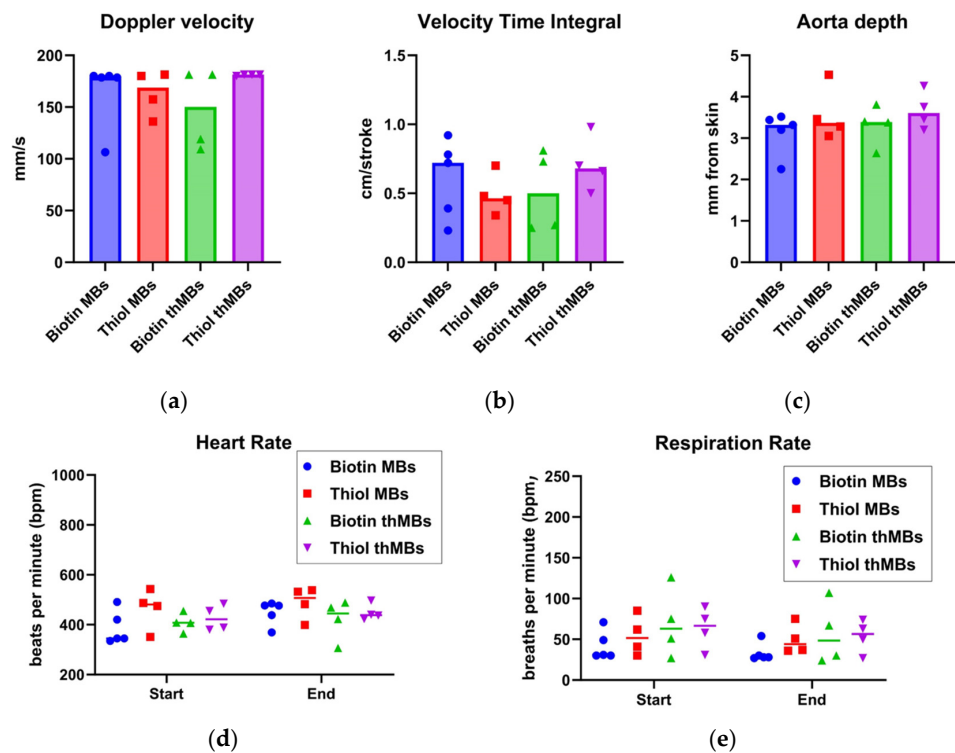 Doppler velocity
Velocity Time Integral
Aorta depth
mm/s
200
150
100
50
0
Biotin MBs
Thiol MBs
Biotin thMBs
Thiol thMBs
cm/stroke
1.5
1.0
0.5
0.0
Biotin MBs
Thiol MBs
Biotin thMBs
Thiol thMBs
mm from skin
5
4
3
2
1
0
Biotin MBs
Thiol MBs
Biotin thMBs
Thiol thMBs
(a)
(b)
(c)
Heart Rate
beats per minute (bpm)
1000
800
600
400
200
Biotin MBs
Thiol MBs
Biotin thMBs
Thiol thMBs
Start
End
Respiration Rate
breaths per minute (bpm,
250
200
150
100
50
0
Biotin MBs
Thiol MBs
Biotin thMBs
Thiol thMBs
Start
End
(d)
(e)